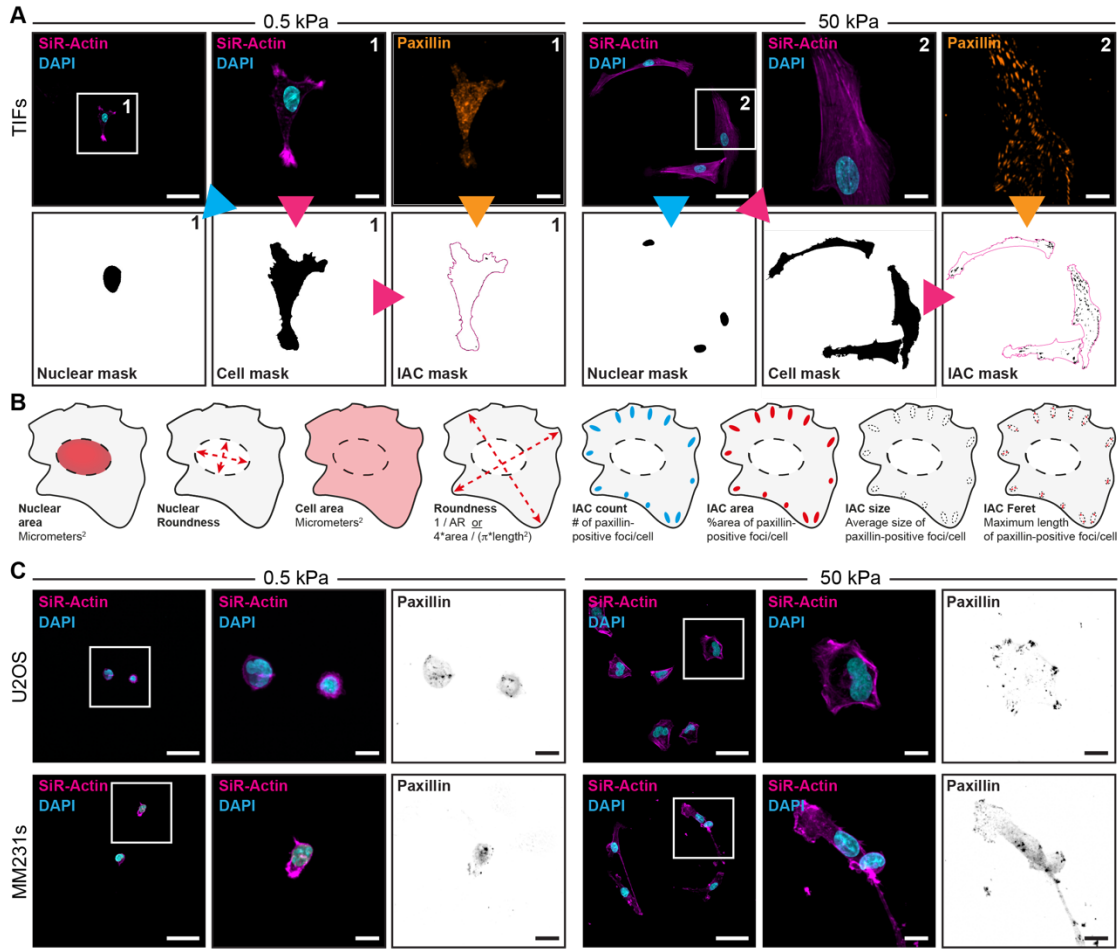 A
0.5 kPa
50 kPa
TIFs
SiR-Actin
DAPI
1
SiR-Actin
DAPI
1
Paxillin
1
SiR-Actin
DAPI
2
SiR-Actin
DAPI
2
Paxillin
2
1
Nuclear mask
1
Cell mask
1
IAC mask
Nuclear mask
Cell mask
IAC mask
B
Nuclear
area
Micrometers²
Nuclear
Roundness
Cell area
Micrometers²
Roundness
1 / AR or
4*area / (π*length²)
IAC count
# of paxillin-
positive foci/cell
IAC area
%area of paxillin-
positive foci/cell
IAC size
Average size of
paxillin-positive foci/cell
IAC Feret
Maximum length
of paxillin-positive foci/cell
C
0.5 kPa
50 kPa
U2OS
SiR-Actin
DAPI
SiR-Actin
DAPI
Paxillin
SiR-Actin
DAPI
SiR-Actin
DAPI
Paxillin
MM231s
SiR-Actin
DAPI
SiR-Actin
DAPI
Paxillin
SiR-Actin
DAPI
SiR-Actin
DAPI
Paxillin